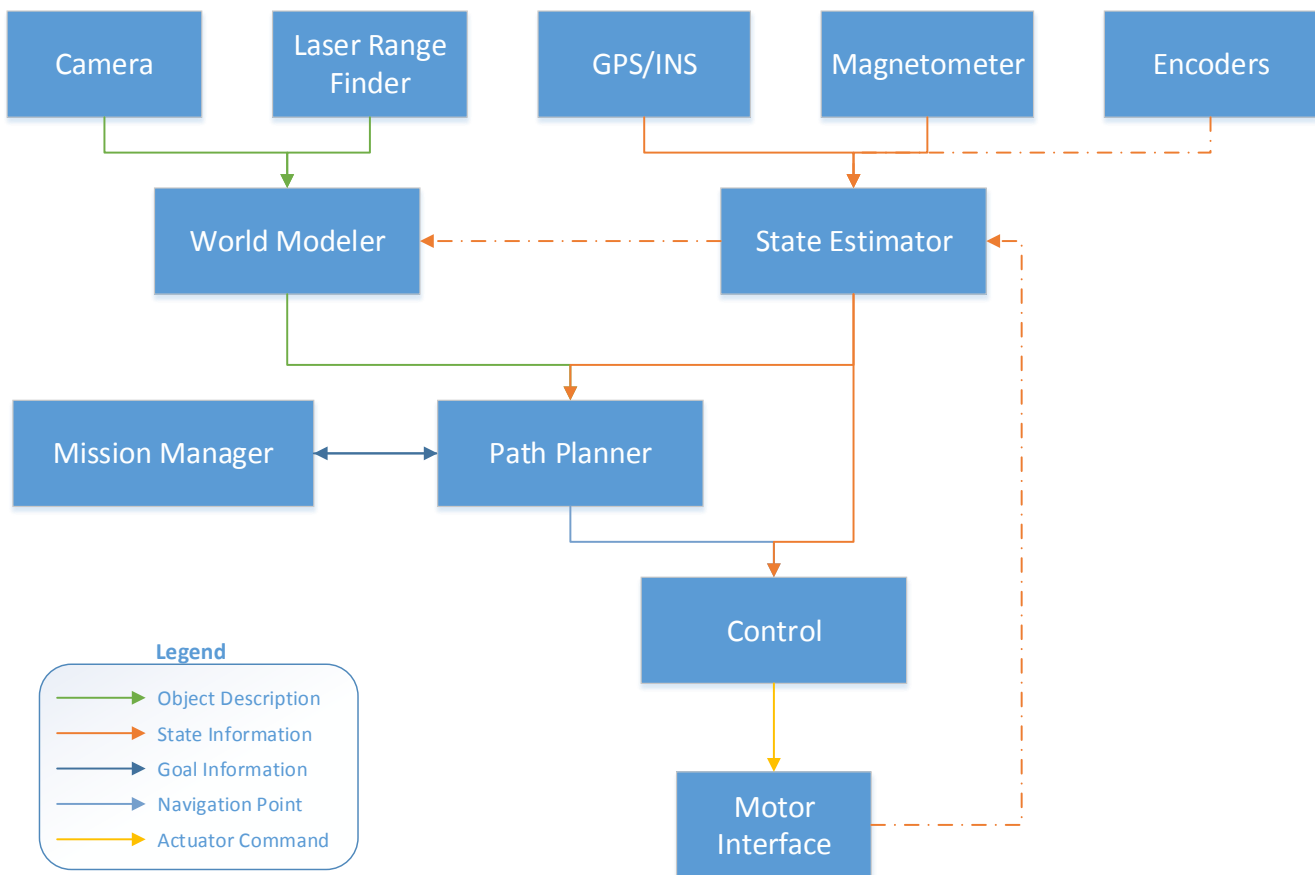 Camera
Laser Range
Finder
GPS/INS
Magnetometer
Encoders
World Modeler
State Estimator
Mission Manager
Path Planner
Control
Motor
Interface
Legend
Object Description
State Information
Goal Information
Navigation Point
Actuator Command